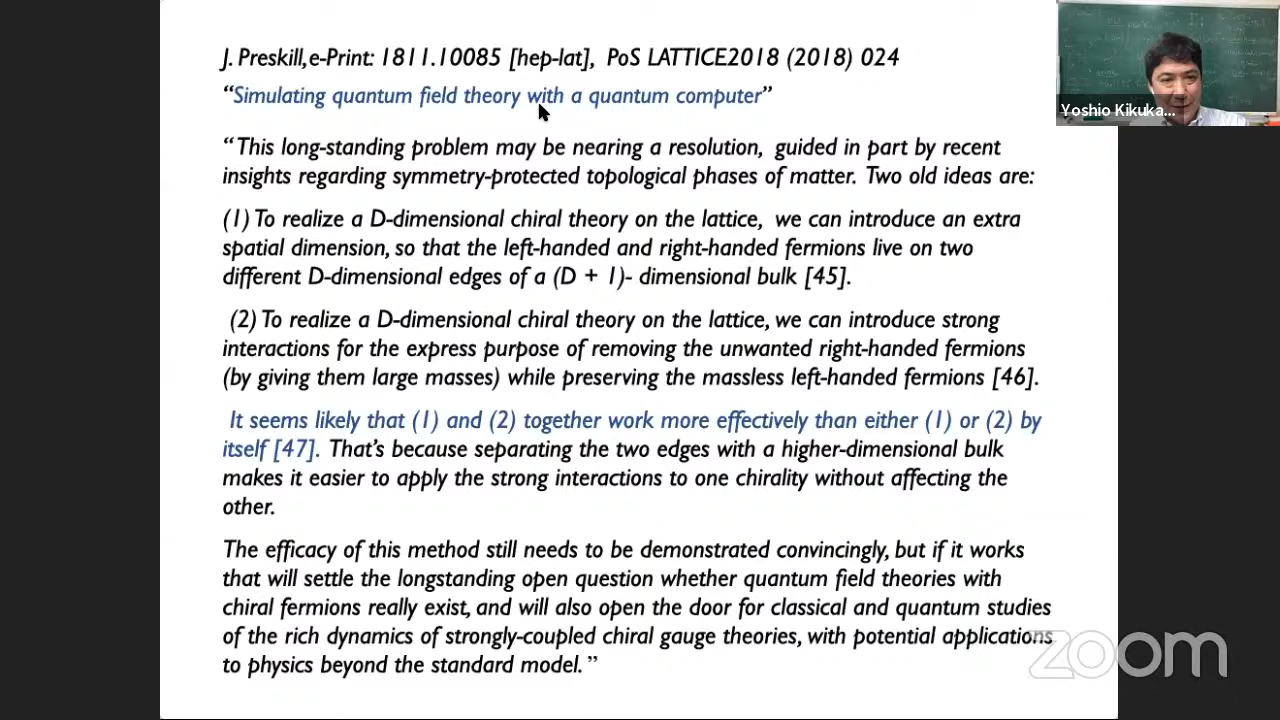 J. Preskill,e-Print: 1811.10085 [hep-lat], PoS LATTICE2018 (2018) 024
“Simulating quantum field theory with a quantum computer”
“ This long-standing problem may be nearing a resolution, guided in part by recent
insights regarding symmetry-protected topological phases of matter. Two old ideas are:
(1) To realize a D-dimensional chiral theory on the lattice, we can introduce an extra
spatial dimension, so that the left-handed and right-handed fermions live on two
different D-dimensional edges of a (D + 1)- dimensional bulk [45].
(2) To realize a D-dimensional chiral theory on the lattice, we can introduce strong
interactions for the express purpose of removing the unwanted right-handed fermions
(by giving them large masses) while preserving the massless left-handed fermions [46].
It seems likely that (1) and (2) together work more effectively than either (1) or (2) by
itself [47]. That’s because separating the two edges with a higher-dimensional bulk
makes it easier to apply the strong interactions to one chirality without affecting the
other.
The efficacy of this method still needs to be demonstrated convincingly, but if it works
that will settle the longstanding open question whether quantum field theories with
chiral fermions really exist, and will also open the door for classical and quantum studies
of the rich dynamics of strongly-coupled chiral gauge theories, with potential applications
to physics beyond the standard model. ”
Yoshio Kikuka...
zoom